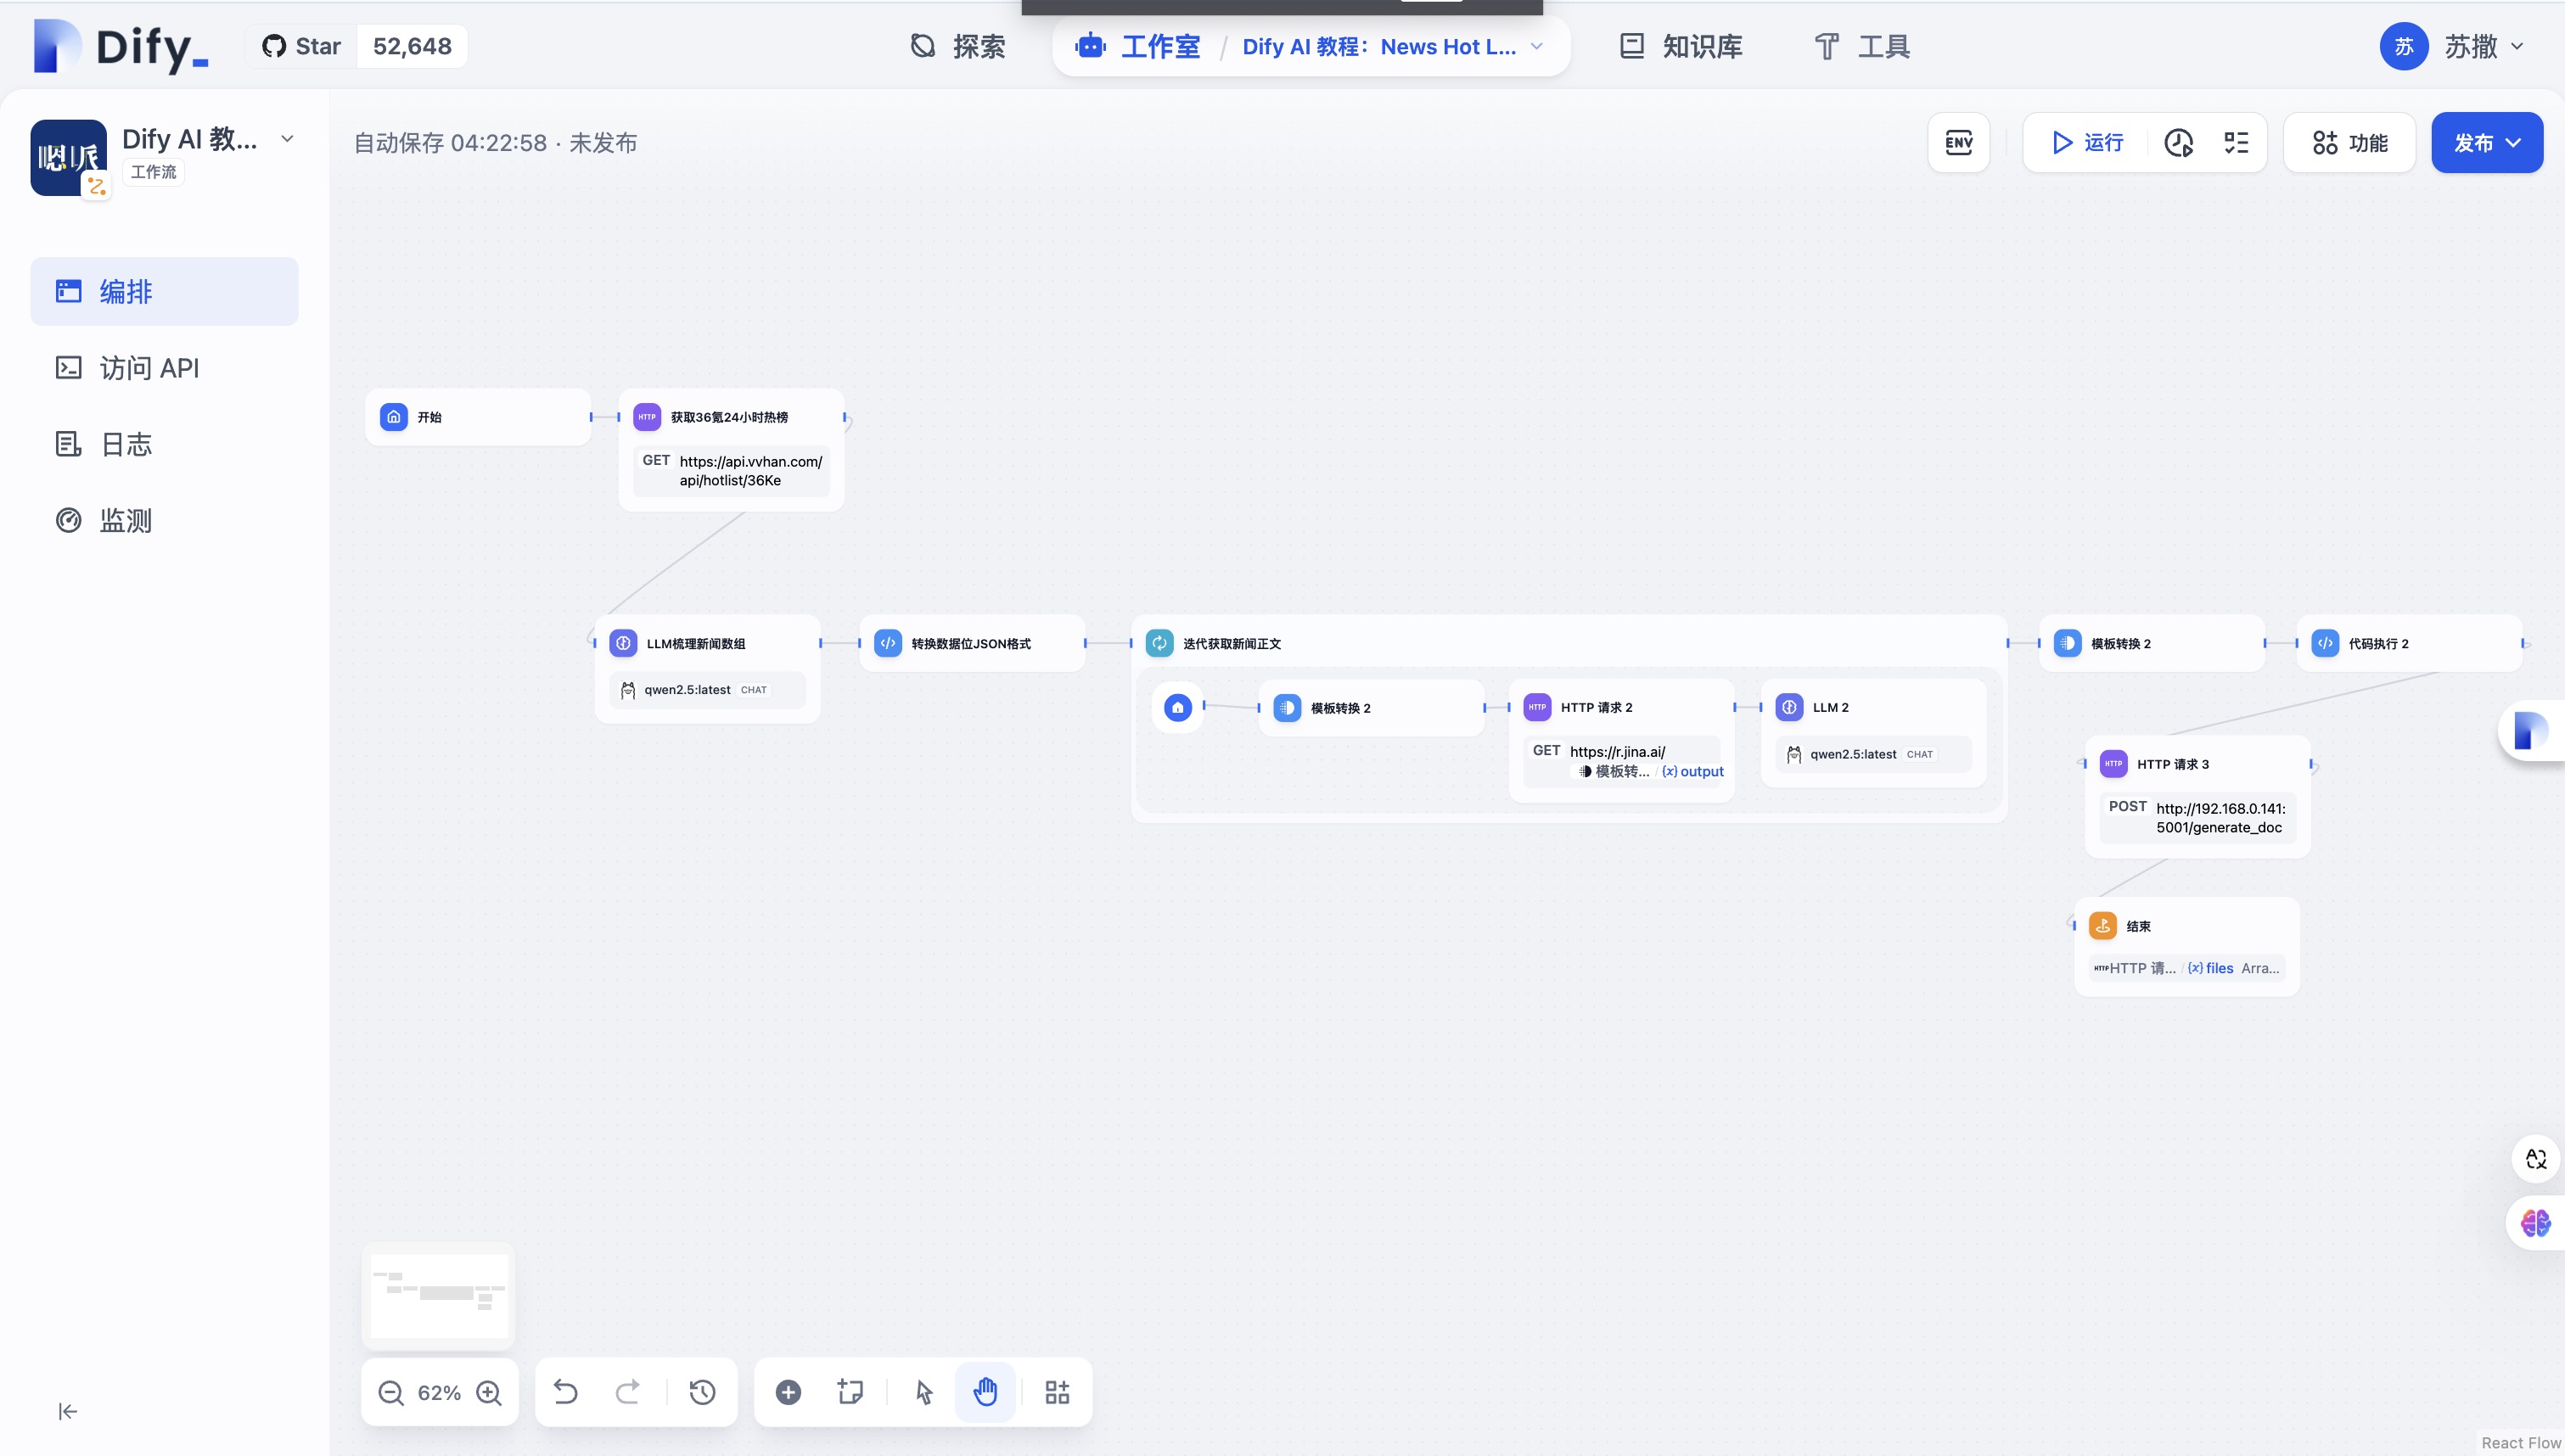 Dify_
Star 52,648
探索
工作室 / Dify AI 教程：News Hot L...
知识库
工具
苏 苏撒
Dify AI 教...
工作流
自动保存 04:22:58 · 未发布
ENV
运行
功能
发布
编排
访问 API
日志
监测
开始
HTTP 获取36氪24小时热榜
GET https://api.vvhan.com/
api/hotlist/36Ke
LLM梳理新闻数组
qwen2.5:latest CHAT
转换数据位JSON格式
迭代获取新闻正文
模板转换 2
HTTP HTTP 请求 2
GET https://r.jina.ai/
模板转... / {x} output
LLM 2
qwen2.5:latest CHAT
模板转换 2
代码执行 2
HTTP HTTP 请求 3
POST http://192.168.0.141:
5001/generate_doc
结束
HTTP HTTP 请... / {x} files Arra...
62%
React Flow